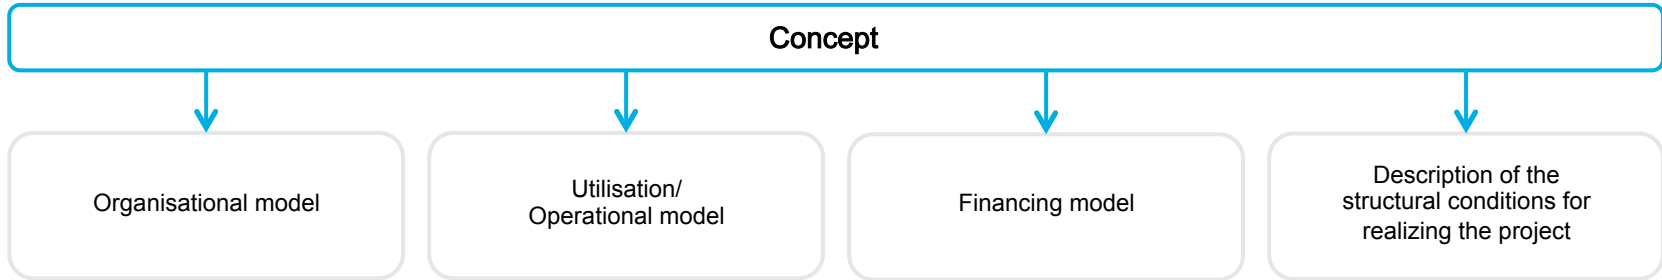 Concept
Organisational model
Utilisation/
Operational model
Financing model
Description of the
structural conditions for
realizing the project